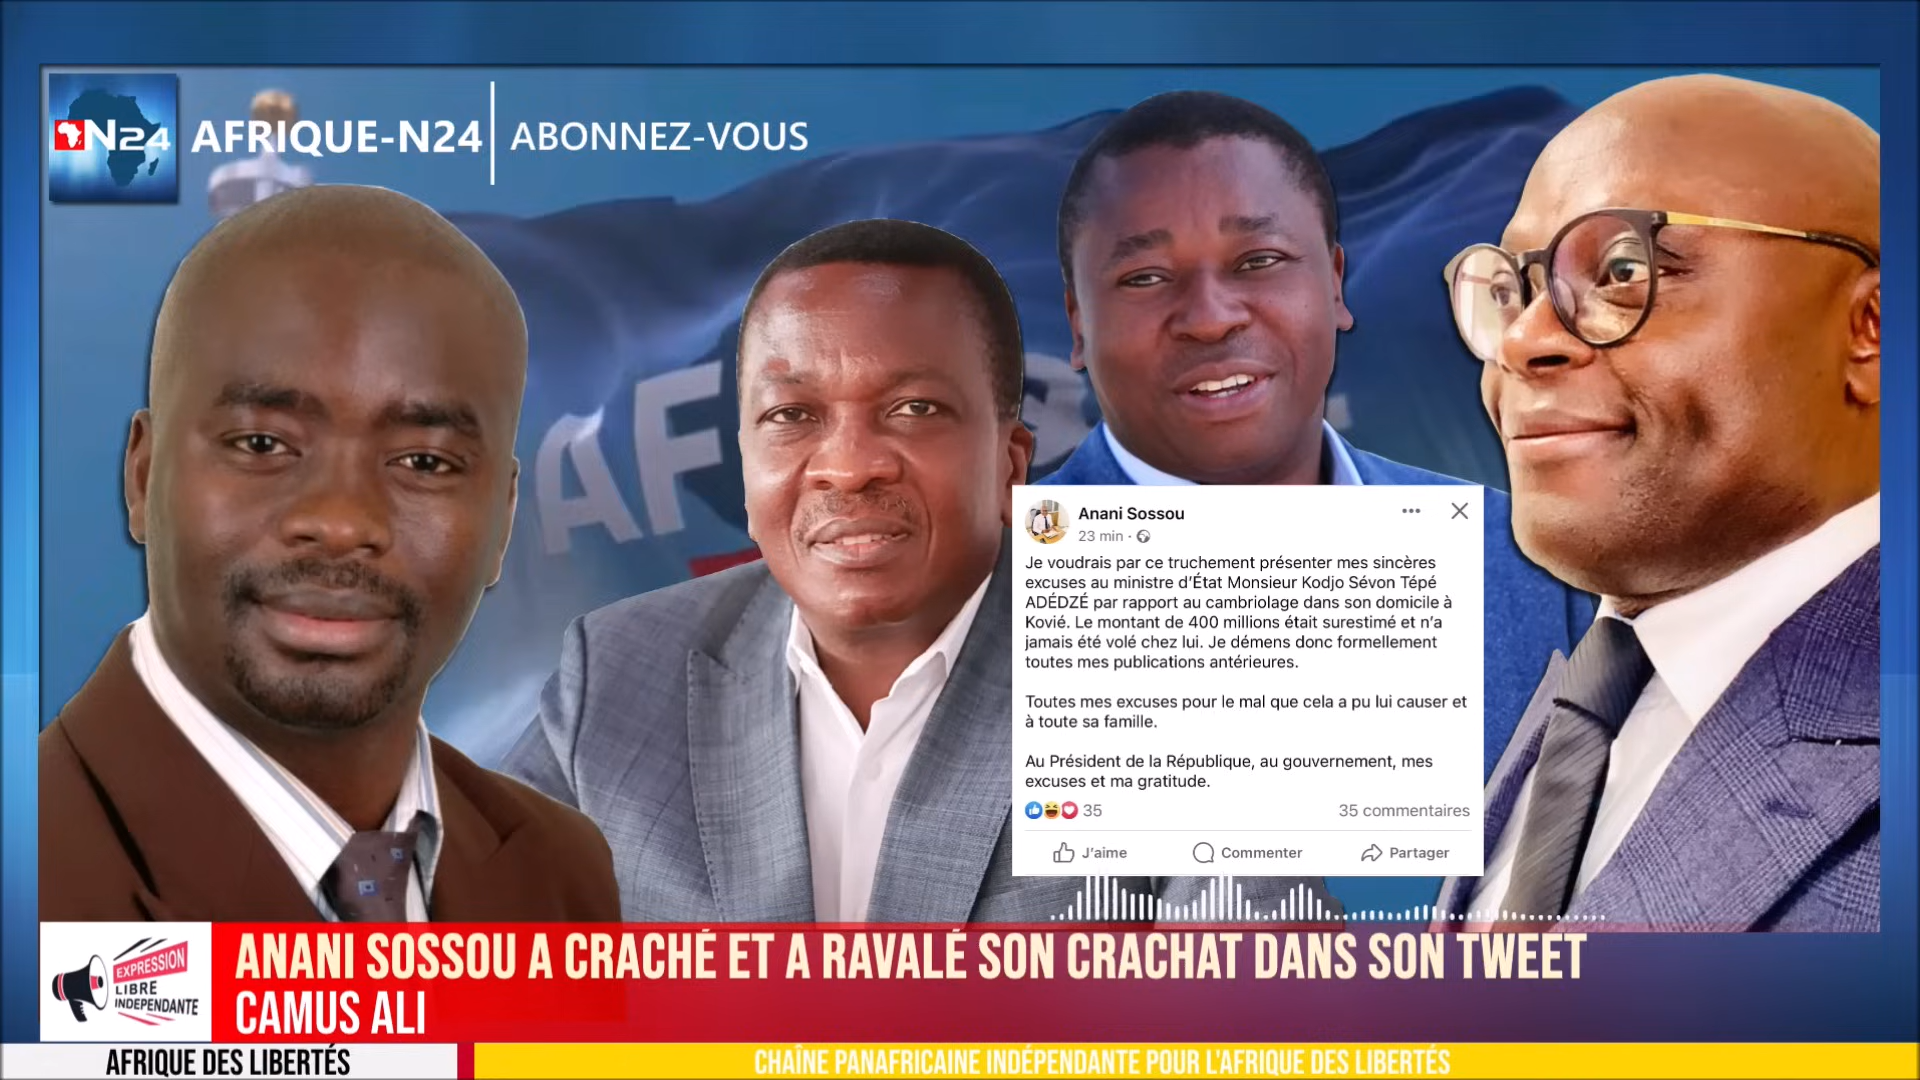 N24
AFRIQUE-N24
ABONNEZ-VOUS
AF
Anani Sossou
23 min ·
Je voudrais par ce truchement présenter mes sincères
excuses au ministre d'État Monsieur Kodjo Sévon Tépé
ADÉDZÉ par rapport au cambriolage dans son domicile à
Kovié. Le montant de 400 millions était surestimé et n'a
jamais été volé chez lui. Je démens donc formellement
toutes mes publications antérieures.
Toutes mes excuses pour le mal que cela a pu lui causer et
à toute sa famille.
Au Président de la République, au gouvernement, mes
excuses et ma gratitude.
35
35 commentaires
J'aime
Commenter
Partager
EXPRESSION
LIBRE
INDEPENDANTE
ANANI SOSSOU A CRACHÉ ET A RAVALÉ SON CRACHAT DANS SON TWEET
CAMUS ALI
AFRIQUE DES LIBERTÉS
CHAÎNE PANAFRICAINE INDÉPENDANTE POUR L'AFRIQUE DES LIBERTÉS